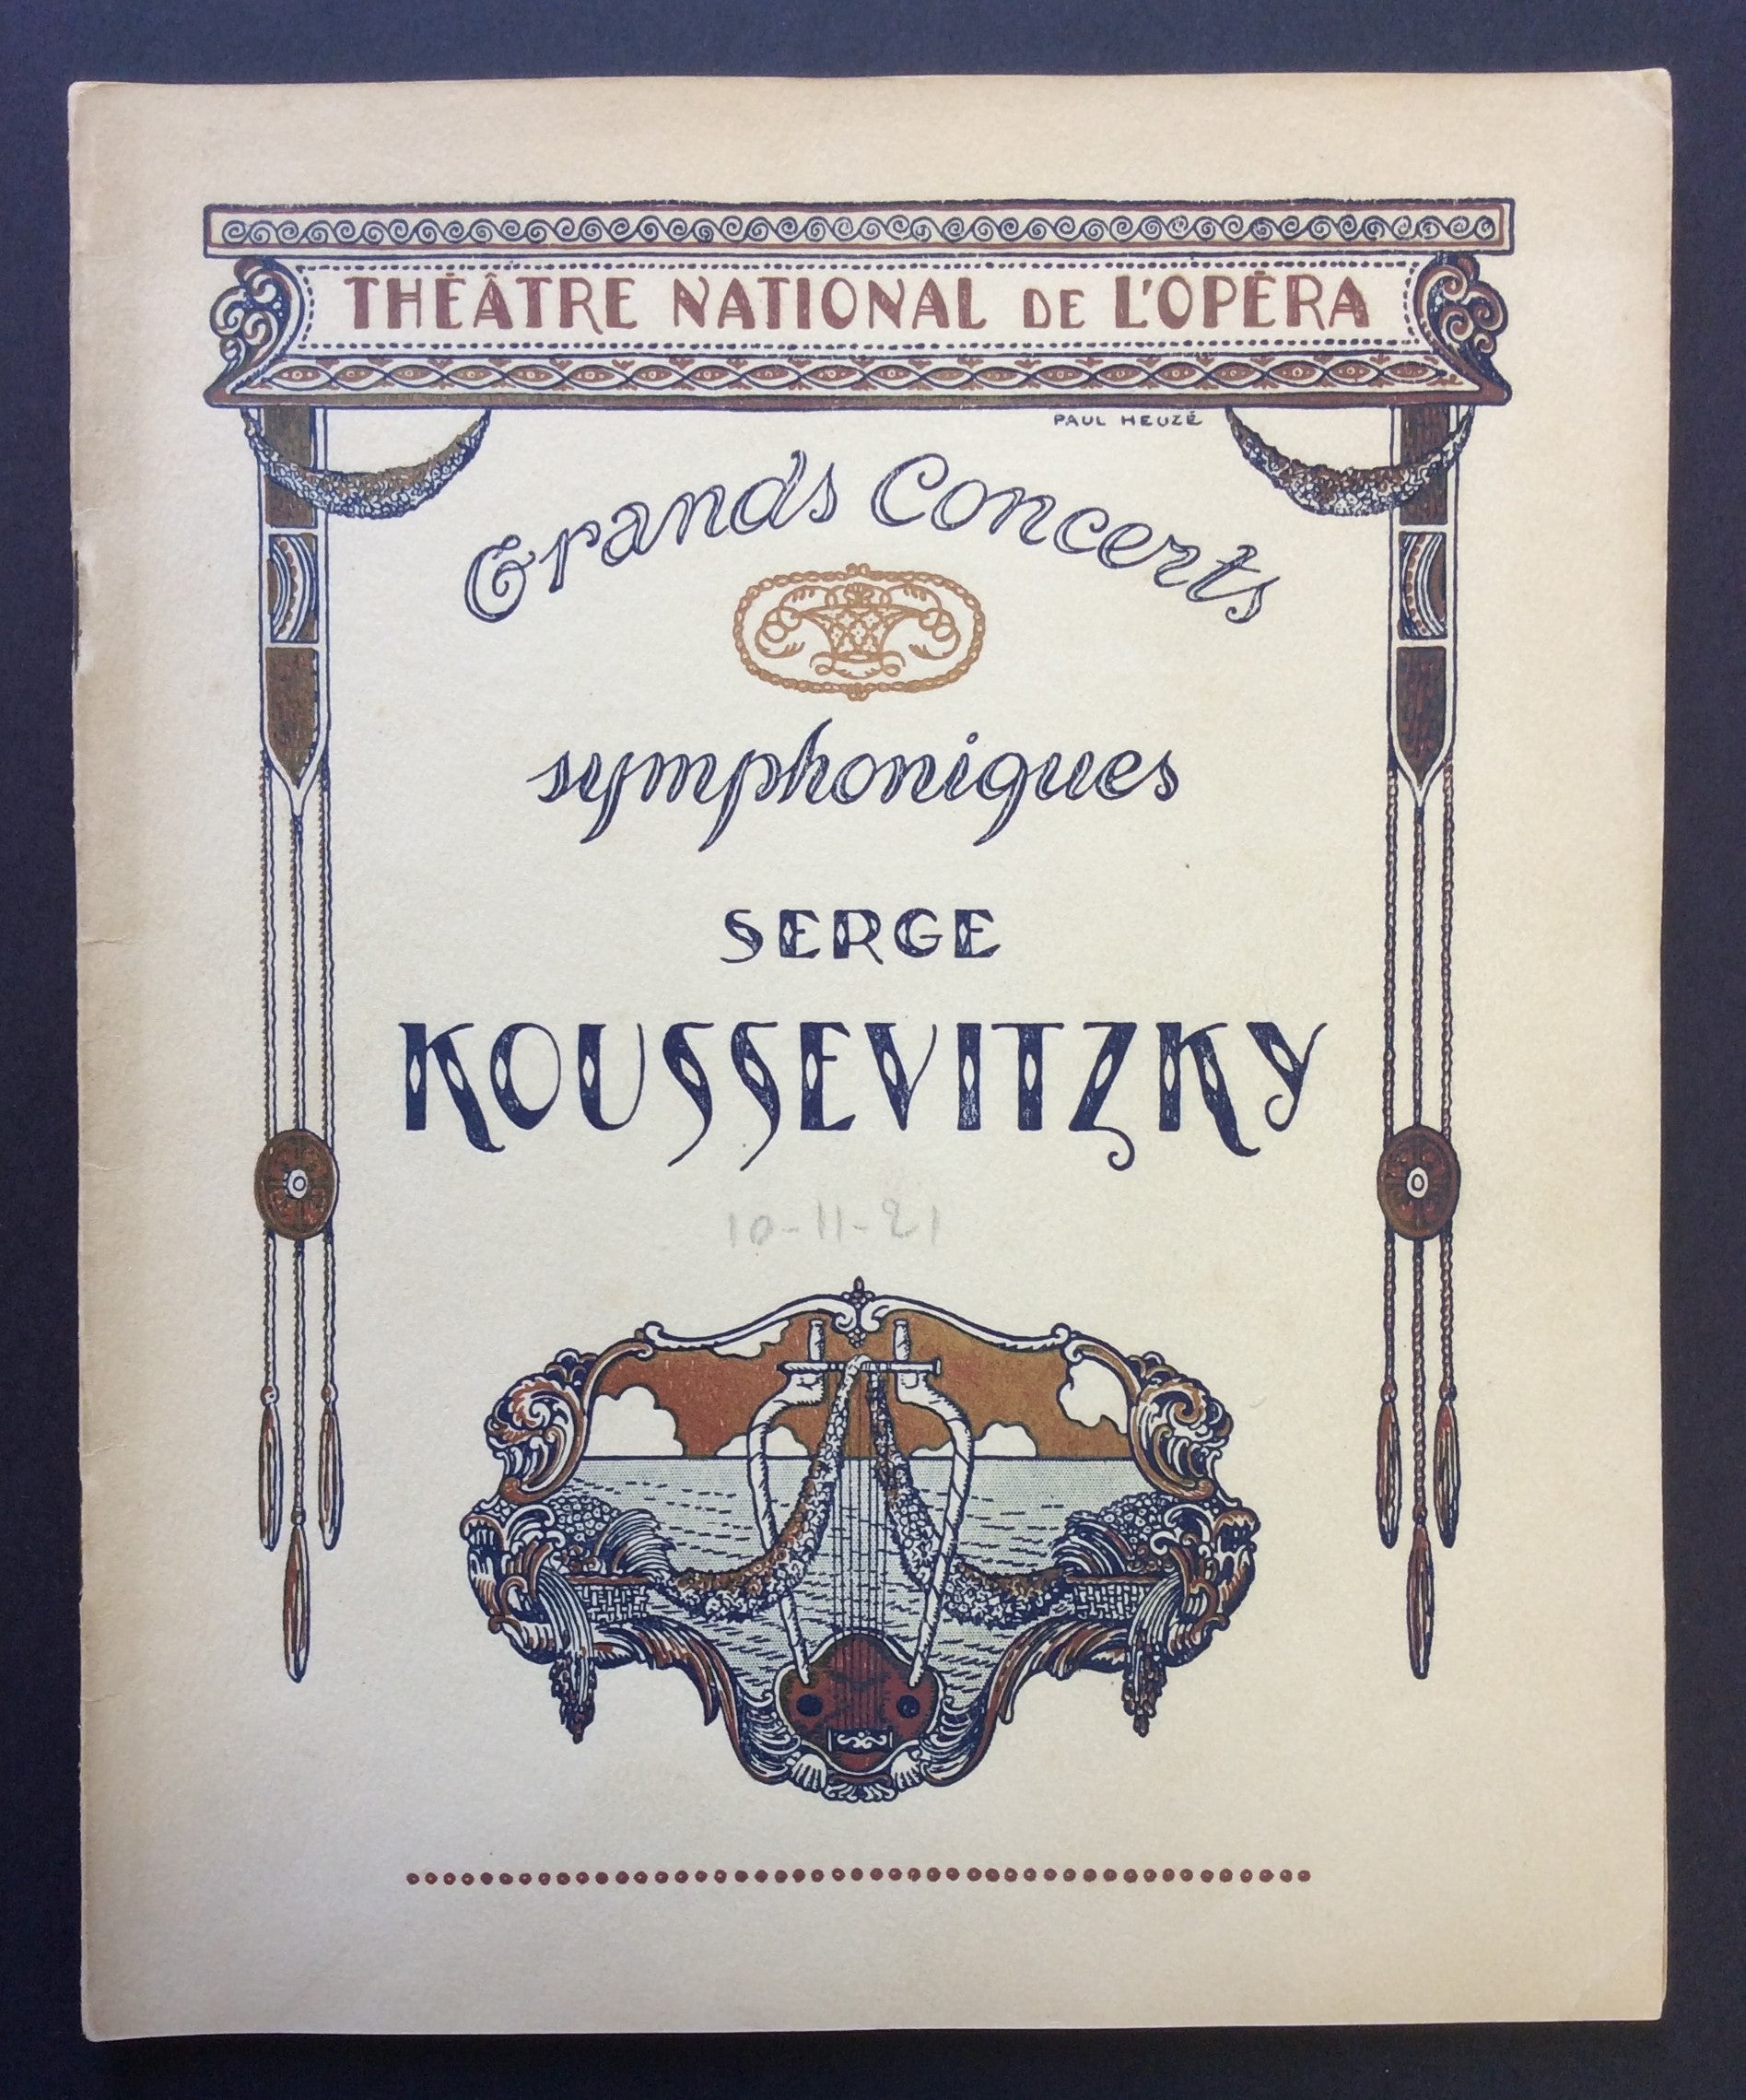 THÉÂTRE NATIONAL DE L'OPÉRA
PAUL HEUZÉ
Grands Concerts
symphoniques
SERGE
KOUSSEVITZKY
10-11-21